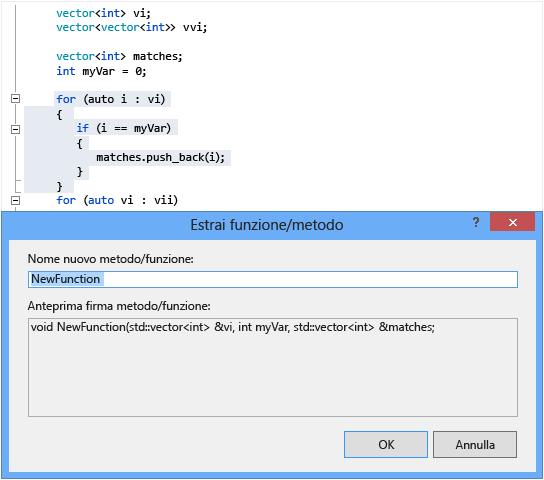 vector<int> vi;
vector<vector<int>> vvi;
vector<int> matches;
int myVar = 0;
for (auto i : vi)
{
if (i == myVar)
{
matches.push_back(i);
}
}
for (auto vi : vii)
Estrai funzione/metodo
?
Nome nuovo metodo/funzione:
NewFunction
Anteprima firma metodo/funzione:
void NewFunction(std::vector<int> &vi, int myVar, std::vector<int> &matches;
OK
Annulla